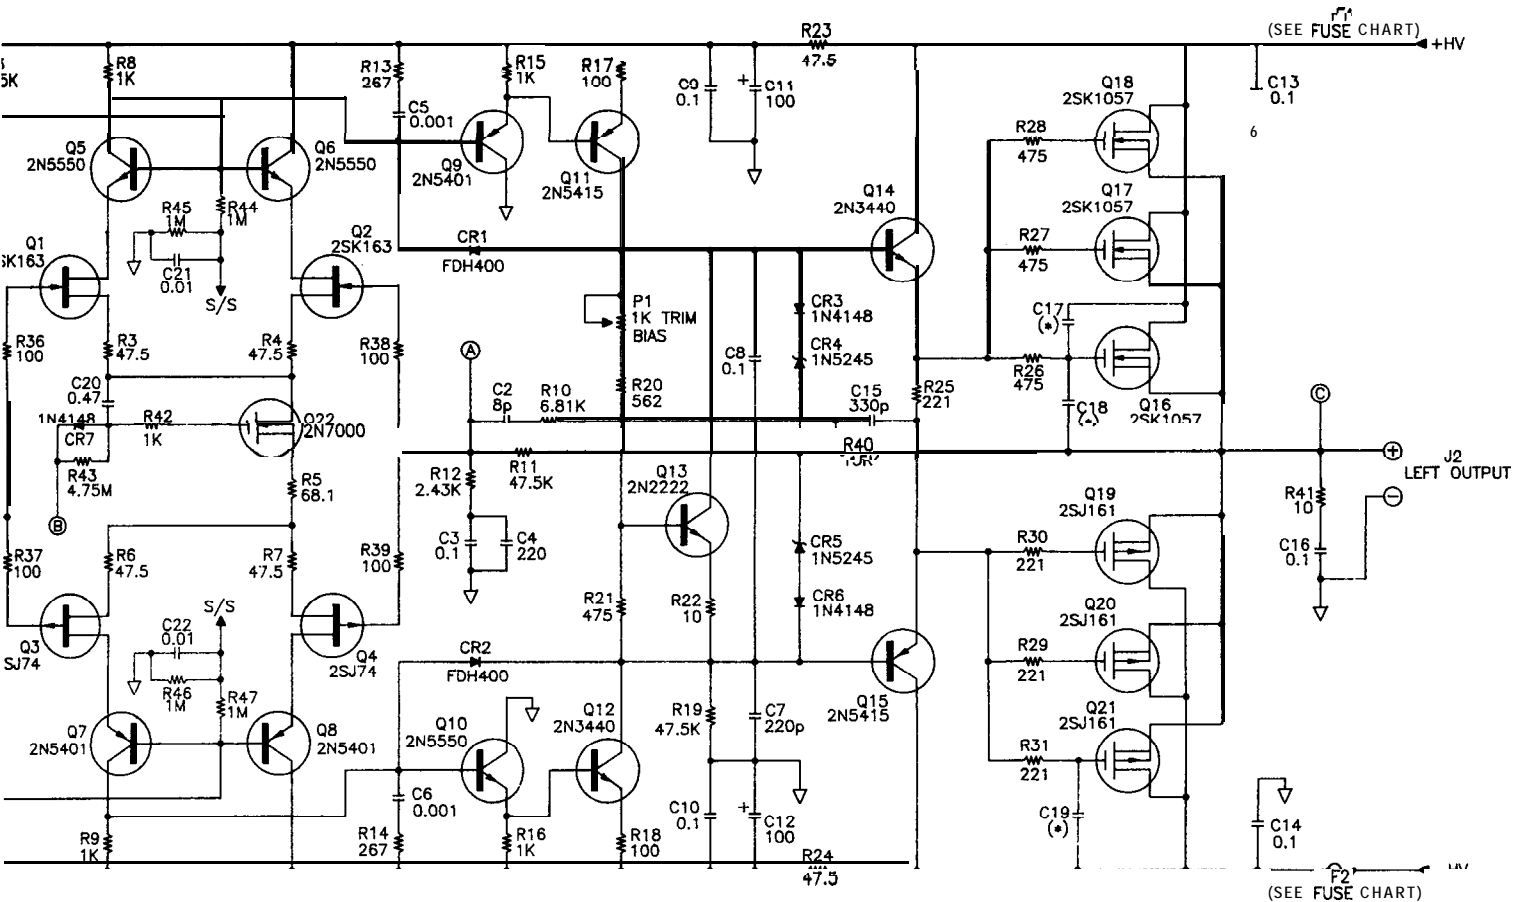 (SEE FUSE CHART)
+HV
R23
47.5
R8
1K
5K
R13
267
R15
1K
R17
100
C5
0.001
0.1
C11
100
C13
0.1
6
Q18
2SK1057
R28
475
Q5
2N5550
Q6
2N5550
Q9
2N5401
Q11
2N5415
Q14
2N3440
Q17
2SK1057
R27
475
R45
1M
R44
1M
C21
0.01
S/S
Q1
SK163
Q2
2SK163
CR1
FDH400
P1
1K TRIM
BIAS
CR3
1N4148
CR4
1N5245
C17
(*)
R26
475
Q16
2SK1057
C18
R36
100
R3
47.5
R4
47.5
R38
100
A
C8
0.1
R20
562
C2
8p
R10
6.81K
C15
330p
R25
221
C20
0.47
1N4148
CR7
R42
1K
Q22
2N7000
R43
4.75M
B
R5
68.1
R12
2.43K
R11
47.5K
R40
C
J2
LEFT OUTPUT
+
−
R41
10
C16
0.1
Q13
2N2222
C3
0.1
C4
220
CR5
1N5245
CR6
1N4148
Q19
2SJ161
R30
221
R37
100
R6
47.5
R7
47.5
R39
100
R21
475
R22
10
Q20
2SJ161
R29
221
S/S
C22
0.01
R46
1M
R47
1M
Q3
SJ74
Q4
2SJ74
CR2
FDH400
Q15
2N5415
Q7
2N5401
Q8
2N5401
Q10
2N5550
Q12
2N3440
R19
47.5K
C7
220p
Q21
2SJ161
R31
221
C6
0.001
C10
0.1
C12
100
C19
(*)
C14
0.1
R9
1K
R14
267
R16
1K
R18
100
R24
47.5
F2
(SEE FUSE CHART)